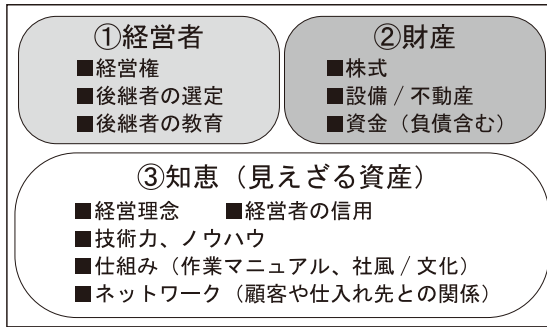 ①経営者
■経営権
■後継者の選定
■後継者の教育
②財産
■株式
■設備 / 不動産
■資金（負債含む）
③知恵（見えざる資産）
■経営理念　■経営者の信用
■技術力、ノウハウ
■仕組み（作業マニュアル、社風 / 文化）
■ネットワーク（顧客や仕入れ先との関係）